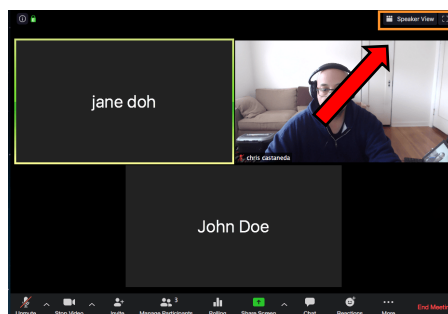 Speaker View
jane doh
chris castaneda
John Doe
3
Unmute Stop Video Invite Manage Participants Polling Share Screen Chat Reactions More End Meeting